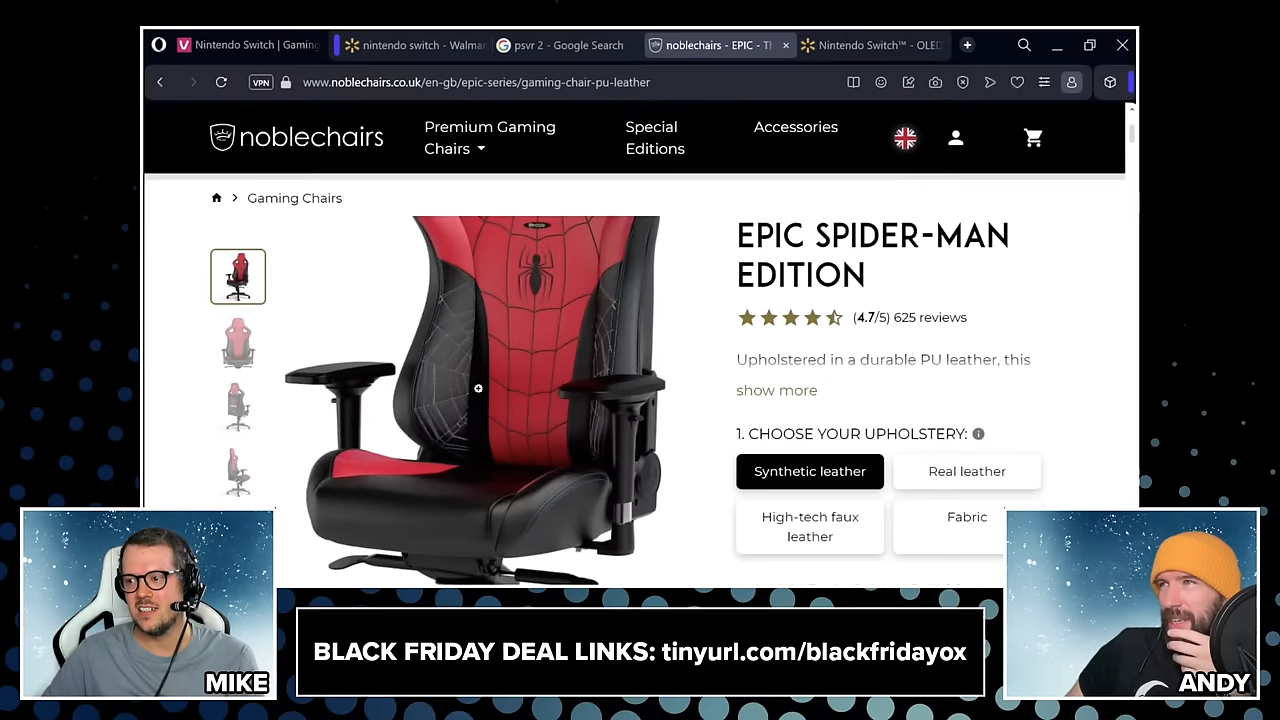 Nintendo Switch | Gaming
nintendo switch - Walma
psvr 2 - Google Search
noblechairs - EPIC - Th
Nintendo Switch™ - OLED
VPN
www.noblechairs.co.uk/en-gb/epic-series/gaming-chair-pu-leather
noblechairs
Premium Gaming
Chairs
Special
Editions
Accessories
Gaming Chairs
EPIC SPIDER-MAN
EDITION
(4.7/5) 625 reviews
Upholstered in a durable PU leather, this
show more
1. CHOOSE YOUR UPHOLSTERY:
Synthetic leather
Real leather
High-tech faux
leather
Fabric
MIKE
BLACK FRIDAY DEAL LINKS: tinyurl.com/blackfridayox
ANDY